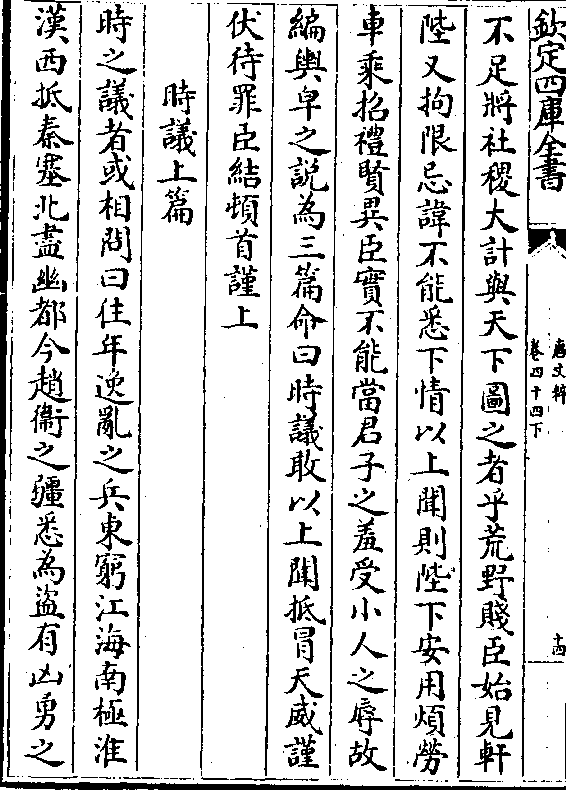 欽定四庫全書
唐文粹
卷四十四下
十四
不足將社稷大計與天下圖之者乎荒野賤臣始見軒
陛又拘限忌諱不能悉下情以上聞則陛下安用煩勞
車乘招禮賢異臣實不能當君子之羞受小人之辱故
編輿皁之説為三篇命曰時議敢以上聞抵冒天威謹
伏待罪臣結頓首謹上
時議上篇
時之議者或相問曰往年逆亂之兵東窮江海南極淮
漢西抵秦塞北盡幽都今趙衞之疆悉為盜有凶勇之